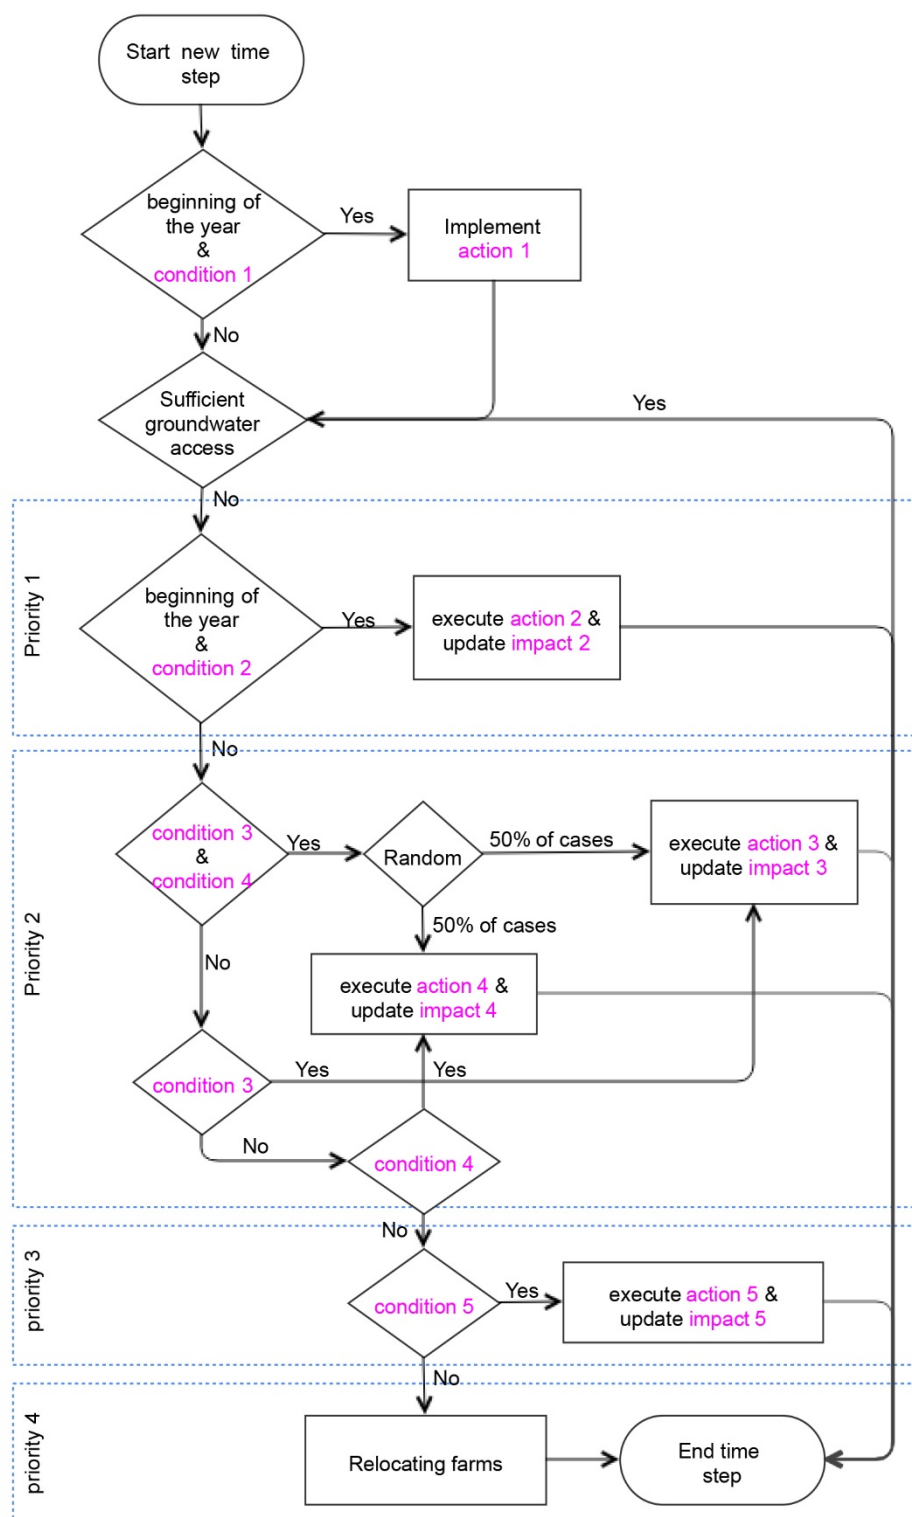 Start new time
step
beginning of
the year
&
condition 1
Yes
Implement
action 1
No
Sufficient
groundwater
access
Yes
No
Priority 1
beginning of
the year
&
condition 2
Yes
execute action 2 &
update impact 2
No
Priority 2
condition 3
&
condition 4
Yes
Random
50% of cases
execute action 3 &
update impact 3
50% of cases
No
execute action 4 &
update impact 4
condition 3
Yes
Yes
No
condition 4
No
priority 3
condition 5
Yes
execute action 5 &
update impact 5
No
priority 4
Relocating farms
End time
step